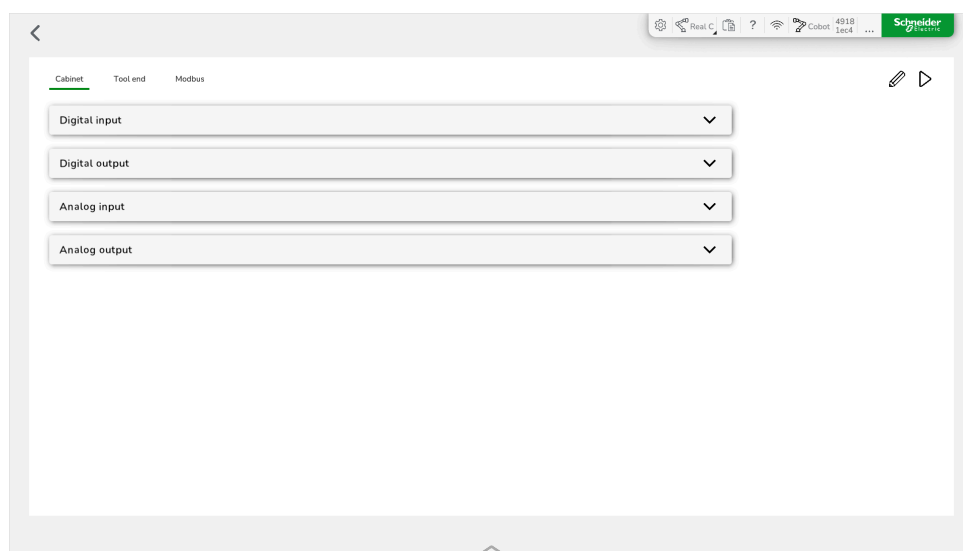 Real C
?
Cobot
4918
1ec4
...
Schneider
Electric
Cabinet
Tool end
Modbus
Digital input
Digital output
Analog input
Analog output